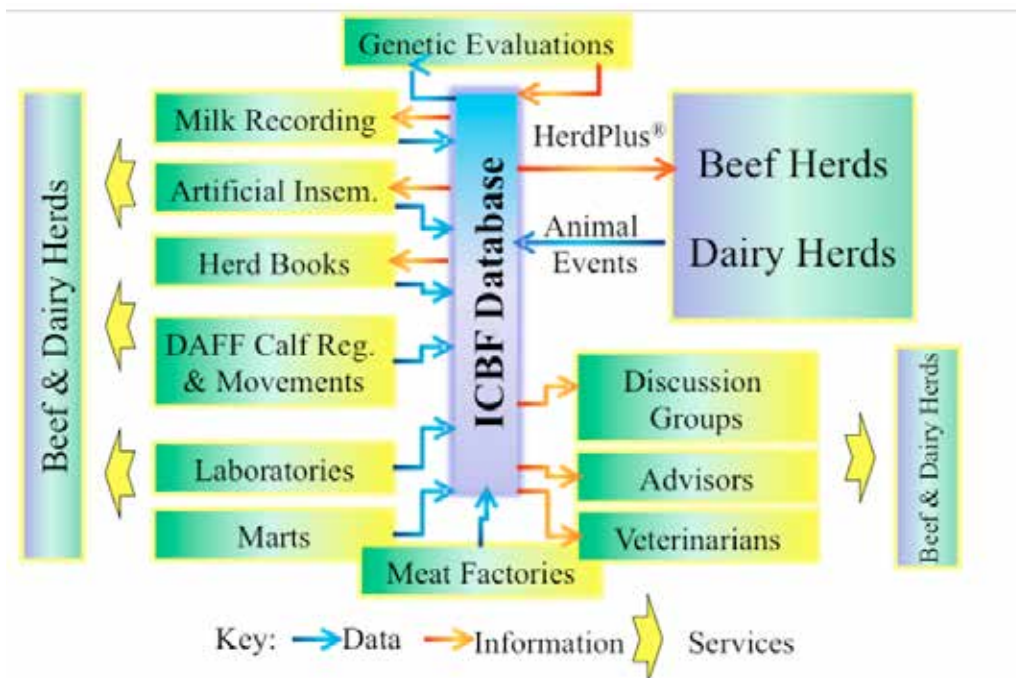 Genetic Evaluations
Beef & Dairy Herds
Milk Recording
Artificial Insem.
Herd Books
DAFF Calf Reg.
& Movements
Laboratories
Marts
ICBF Database
HerdPlus®
Animal
Events
Beef Herds
Dairy Herds
Discussion
Groups
Advisors
Veterinarians
Beef & Dairy Herds
Meat Factories
Key: Data Information Services